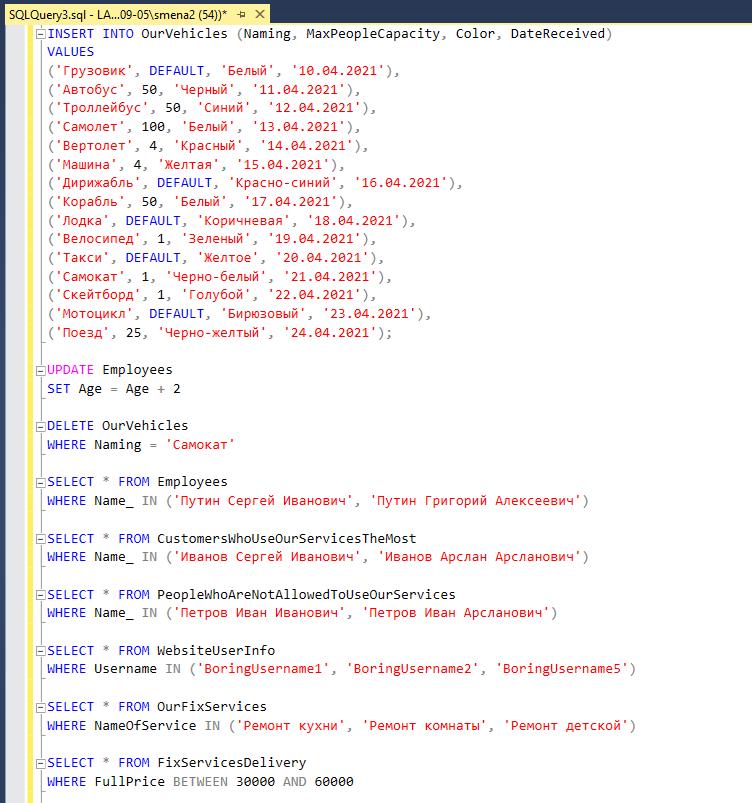 SQLQuery3.sql - LA...09-05\smena2 (54))*
INSERT INTO OurVehicles (Naming, MaxPeopleCapacity, Color, DateReceived)
VALUES
('Грузовик', DEFAULT, 'Белый', '10.04.2021'),
('Автобус', 50, 'Черный', '11.04.2021'),
('Троллейбус', 50, 'Синий', '12.04.2021'),
('Самолет', 100, 'Белый', '13.04.2021'),
('Вертолет', 4, 'Красный', '14.04.2021'),
('Машина', 4, 'Желтая', '15.04.2021'),
('Дирижабль', DEFAULT, 'Красно-синий', '16.04.2021'),
('Корабль', 50, 'Белый', '17.04.2021'),
('Лодка', DEFAULT, 'Коричневая', '18.04.2021'),
('Велосипед', 1, 'Зеленый', '19.04.2021'),
('Такси', DEFAULT, 'Желтое', '20.04.2021'),
('Самокат', 1, 'Черно-белый', '21.04.2021'),
('Скейтборд', 1, 'Голубой', '22.04.2021'),
('Мотоцикл', DEFAULT, 'Бирюзовый', '23.04.2021'),
('Поезд', 25, 'Черно-желтый', '24.04.2021');
UPDATE Employees
SET Age = Age + 2
DELETE OurVehicles
WHERE Naming = 'Самокат'
SELECT * FROM Employees
WHERE Name_ IN ('Путин Сергей Иванович', 'Путин Григорий Алексеевич')
SELECT * FROM CustomersWhoUseOurServicesTheMost
WHERE Name_ IN ('Иванов Сергей Иванович', 'Иванов Арслан Арсланович')
SELECT * FROM PeopleWhoAreNotAllowedToUseOurServices
WHERE Name_ IN ('Петров Иван Иванович', 'Петров Иван Арсланович')
SELECT * FROM WebsiteUserInfo
WHERE Username IN ('BoringUsername1', 'BoringUsername2', 'BoringUsername5')
SELECT * FROM OurFixServices
WHERE NameOfService IN ('Ремонт кухни', 'Ремонт комнаты', 'Ремонт детской')
SELECT * FROM FixServicesDelivery
WHERE FullPrice BETWEEN 30000 AND 60000